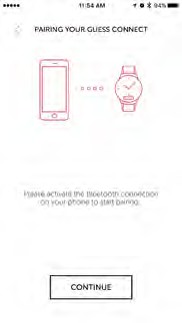 11:54 AM 94%
PAIRING YOUR GUESS CONNECT
Please activate the Bluetooth connection
on your phone to start pairing.
CONTINUE